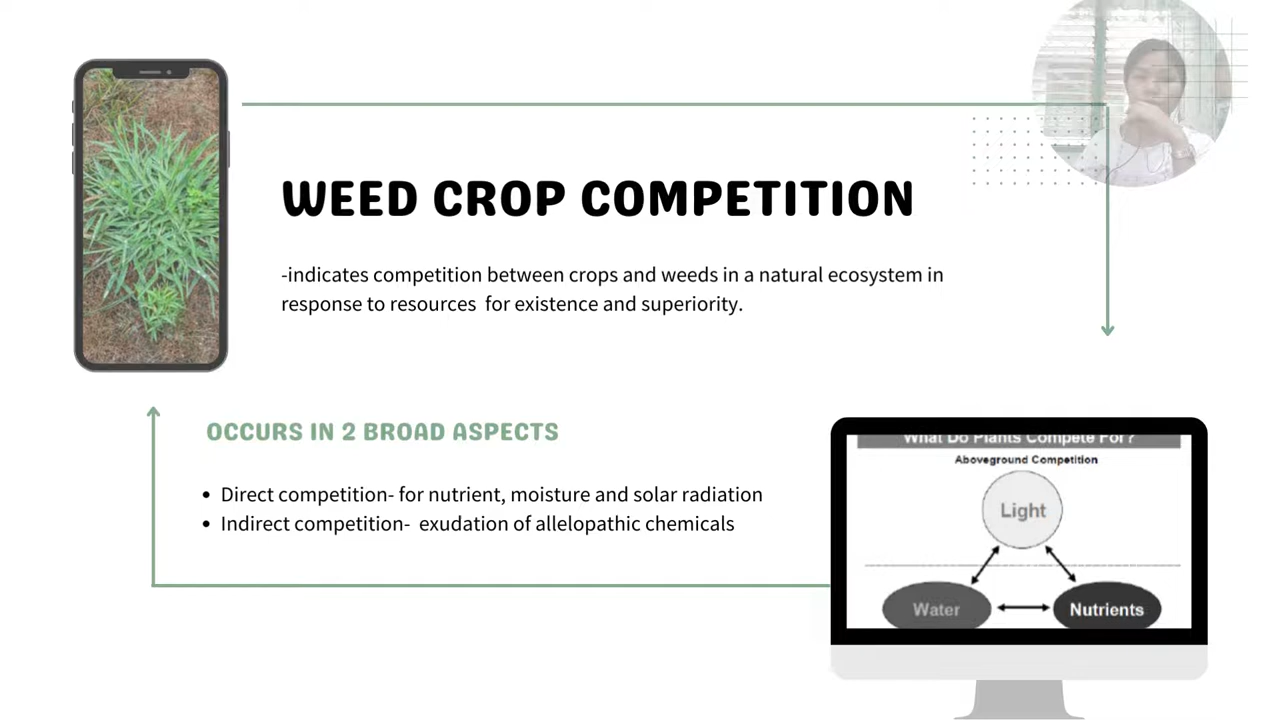 WEED CROP COMPETITION
-indicates competition between crops and weeds in a natural ecosystem in
response to resources for existence and superiority.
OCCURS IN 2 BROAD ASPECTS
• Direct competition- for nutrient, moisture and solar radiation
• Indirect competition- exudation of allelopathic chemicals
What Do Plants Compete For?
Aboveground Competition
Light
Water
Nutrients